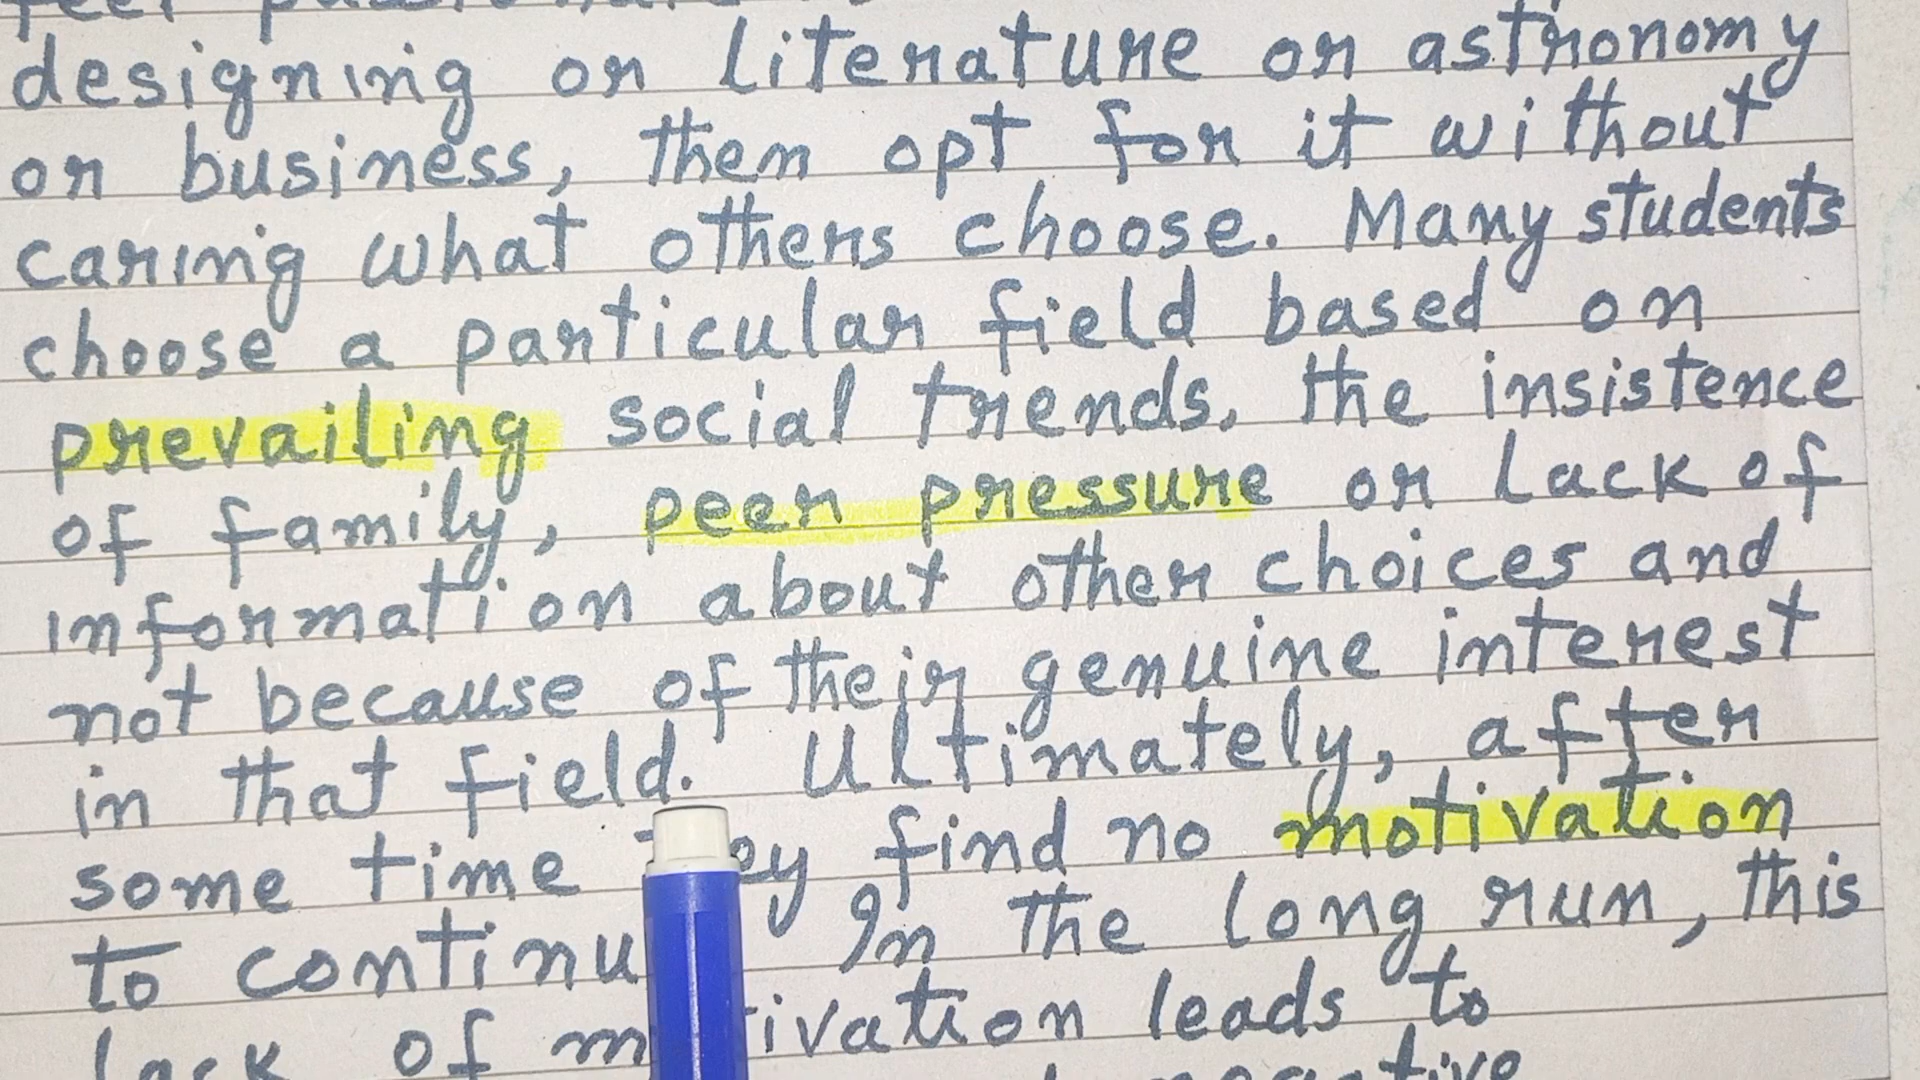 designing or literature or astronomy
or business, then opt for it without
caring what others choose. Many students
choose a particular field based on
prevailing social trends, the insistence
of family, peer pressure or lack of
information about other choices and
not because of their genuine interest
in that field. Ultimately, after
some time find no motivation
to In the long run, this
lack of leads to